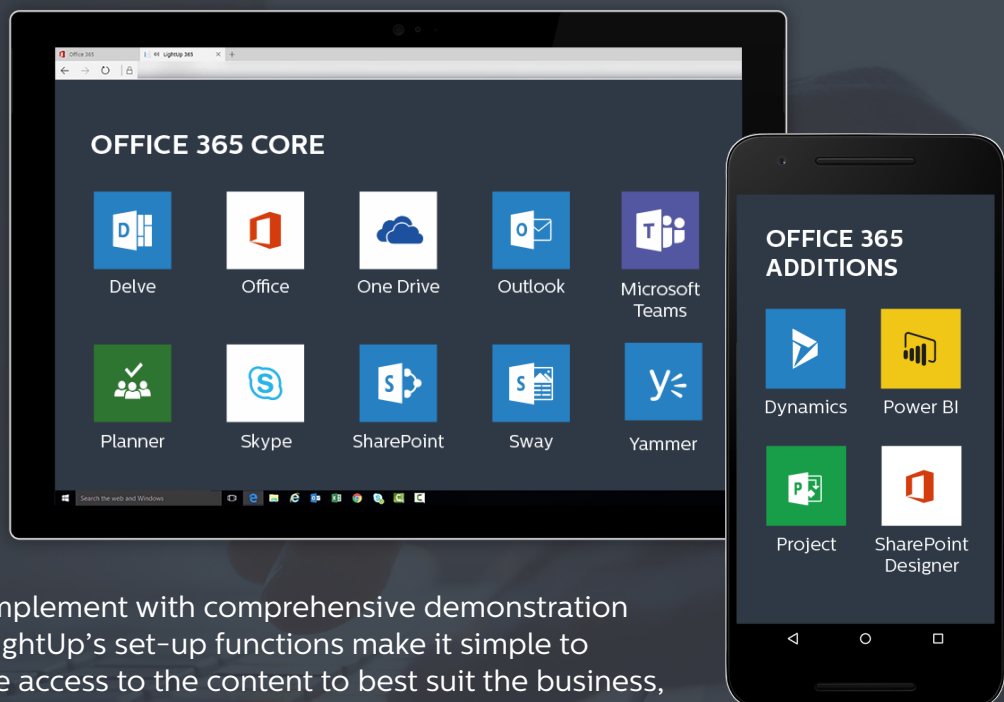 Office 365
LightUp 365
OFFICE 365 CORE
Delve
Office
One Drive
Outlook
Microsoft
Teams
Planner
Skype
SharePoint
Sway
Yammer
Search the web and Windows
OFFICE 365
ADDITIONS
Dynamics
Power BI
Project
SharePoint
Designer
mplement with comprehensive demonstration
ghtUp’s set-up functions make it simple to
e access to the content to best suit the business,